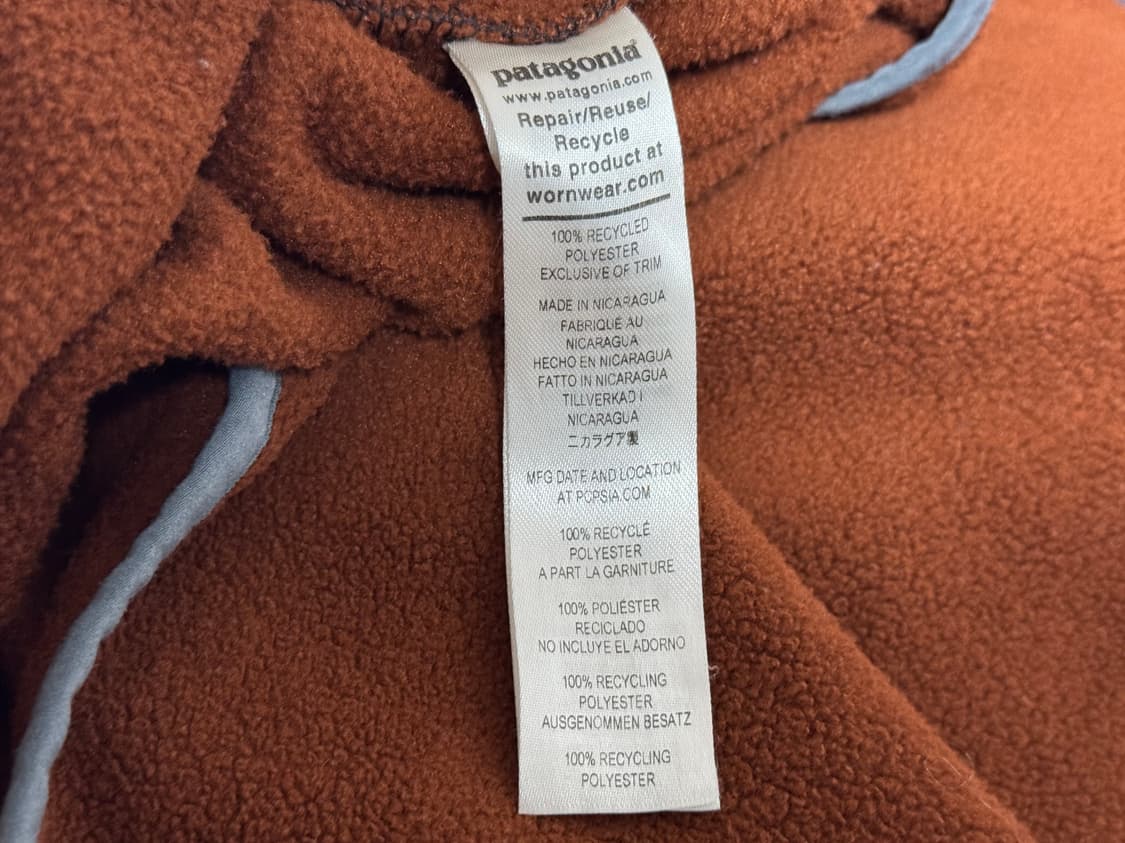 patagonia®
www.patagonia.com
Repair/Reuse/
Recycle
this product at
wornwear.com
100% RECYCLED
POLYESTER
EXCLUSIVE OF TRIM
MADE IN NICARAGUA
FABRIQUÉ AU
NICARAGUA
HECHO EN NICARAGUA
FATTO IN NICARAGUA
TILLVERKAD I
NICARAGUA
ニカラグア製
MFG DATE AND LOCATION
AT PCPSIA.COM
100% RECYCLÉ
POLYESTER
A PART LA GARNITURE
100% POLIÉSTER
RECICLADO
NO INCLUYE EL ADORNO
100% RECYCLING
POLYESTER
AUSGENOMMEN BESATZ
100% RECYCLING
POLYESTER